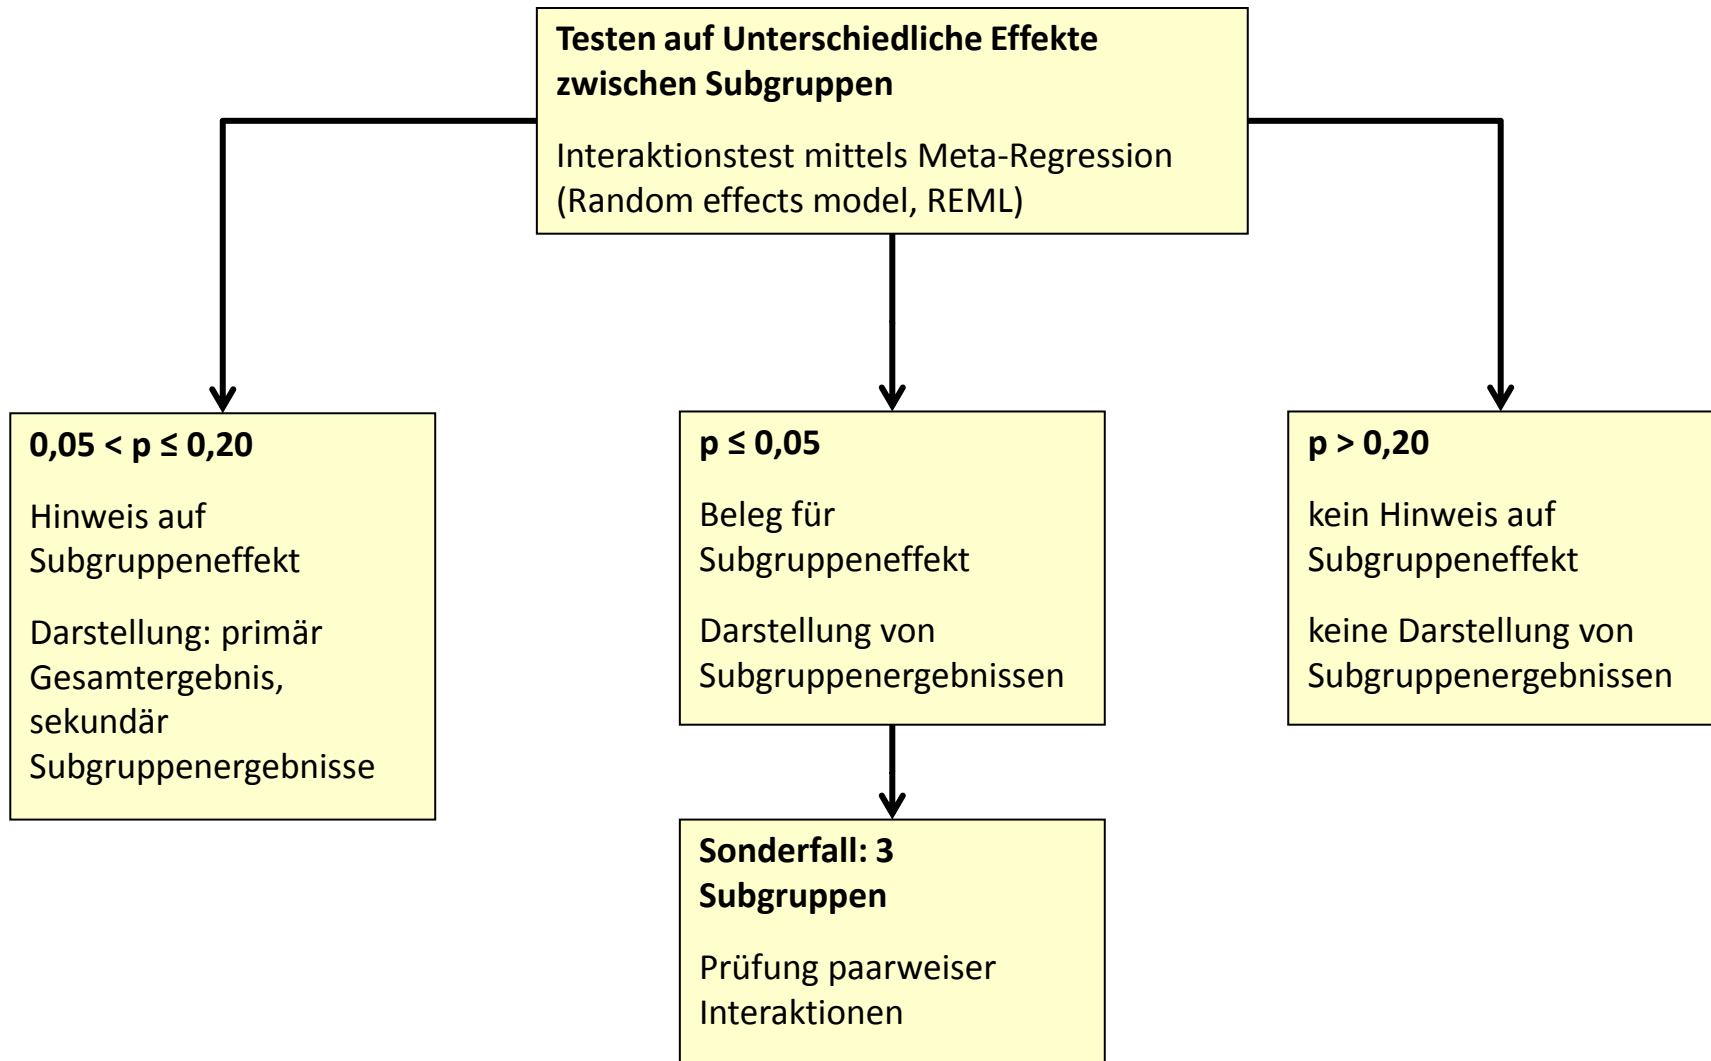 Testen auf Unterschiedliche Effekte
zwischen Subgruppen
Interaktionstest mittels Meta-Regression
(Random effects model, REML)
0,05 < p ≤ 0,20
Hinweis auf
Subgruppeneffekt
Darstellung: primär
Gesamtergebnis,
sekundär
Subgruppenergebnisse
p ≤ 0,05
Beleg für
Subgruppeneffekt
Darstellung von
Subgruppenergebnissen
p > 0,20
kein Hinweis auf
Subgruppeneffekt
keine Darstellung von
Subgruppenergebnissen
Sonderfall: 3
Subgruppen
Prüfung paarweiser
Interaktionen